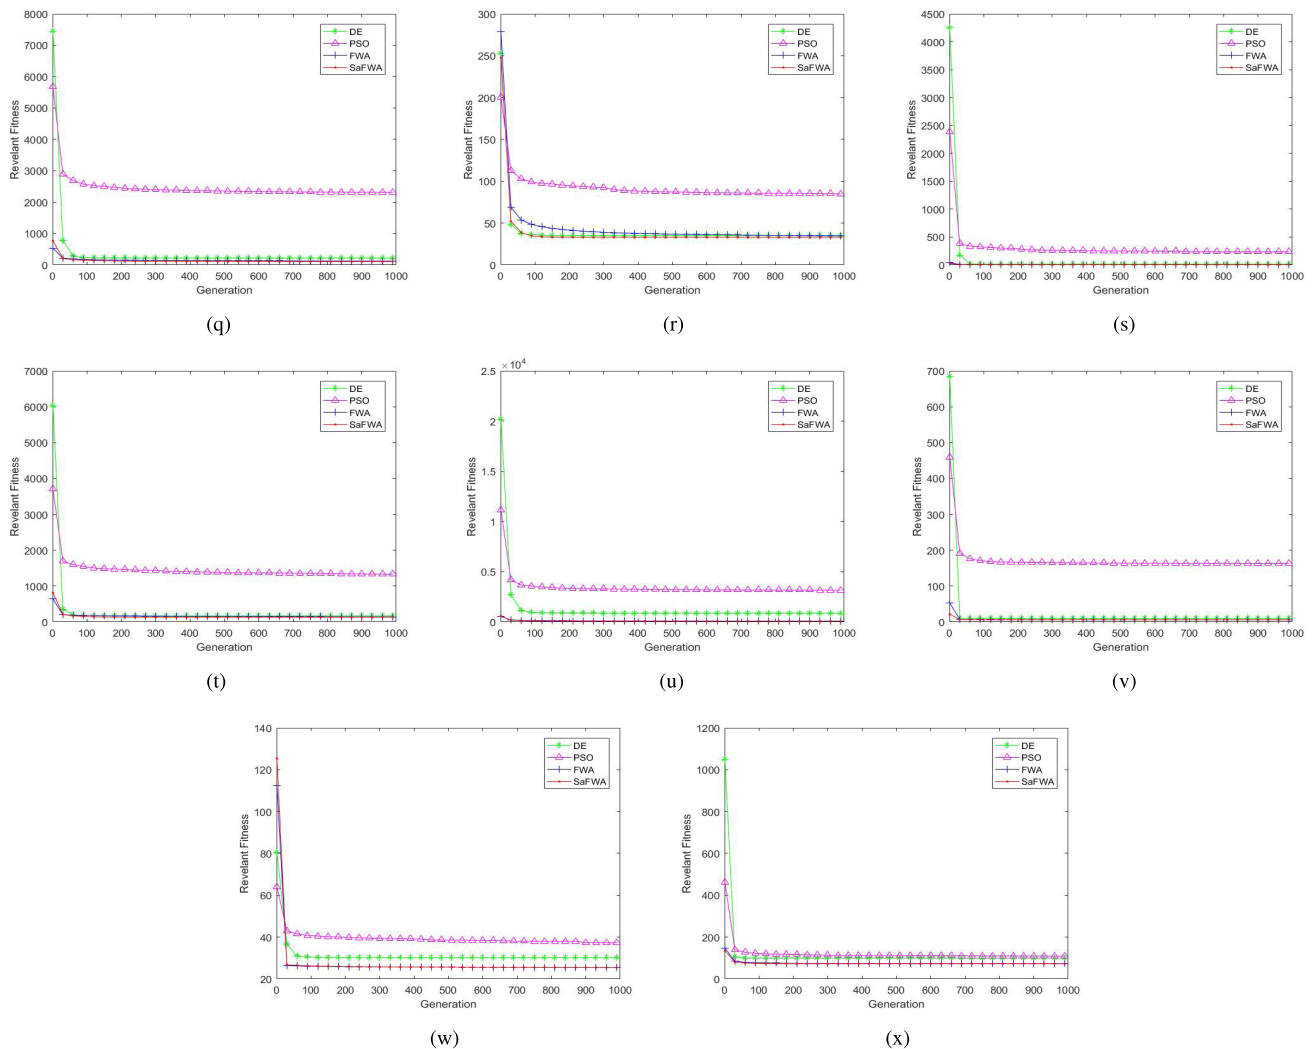 8000
7000
6000
5000
4000
3000
2000
1000
0
Revelant Fitness
0 100 200 300 400 500 600 700 800 900 1000
Generation
DE
PSO
FWA
SaFWA
(q)
300
250
200
150
100
50
0
Revelant Fitness
0 100 200 300 400 500 600 700 800 900 1000
Generation
DE
PSO
FWA
SaFWA
(r)
4500
4000
3500
3000
2500
2000
1500
1000
500
0
Revelant Fitness
0 100 200 300 400 500 600 700 800 900 1000
Generation
DE
PSO
FWA
SaFWA
(s)
7000
6000
5000
4000
3000
2000
1000
0
Revelant Fitness
0 100 200 300 400 500 600 700 800 900 1000
Generation
DE
PSO
FWA
SaFWA
(t)
×10^4
2.5
2
1.5
1
0.5
0
Revelant Fitness
0 100 200 300 400 500 600 700 800 900 1000
Generation
DE
PSO
FWA
SaFWA
(u)
700
600
500
400
300
200
100
0
Revelant Fitness
0 100 200 300 400 500 600 700 800 900 1000
Generation
DE
PSO
FWA
SaFWA
(v)
140
120
100
80
60
40
20
Revelant Fitness
0 100 200 300 400 500 600 700 800 900 1000
Generation
DE
PSO
FWA
SaFWA
(w)
1200
1000
800
600
400
200
0
Revelant Fitness
0 100 200 300 400 500 600 700 800 900 1000
Generation
DE
PSO
FWA
SaFWA
(x)